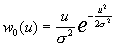 w₀(u) = u/σ² e^(-u²/2σ²)